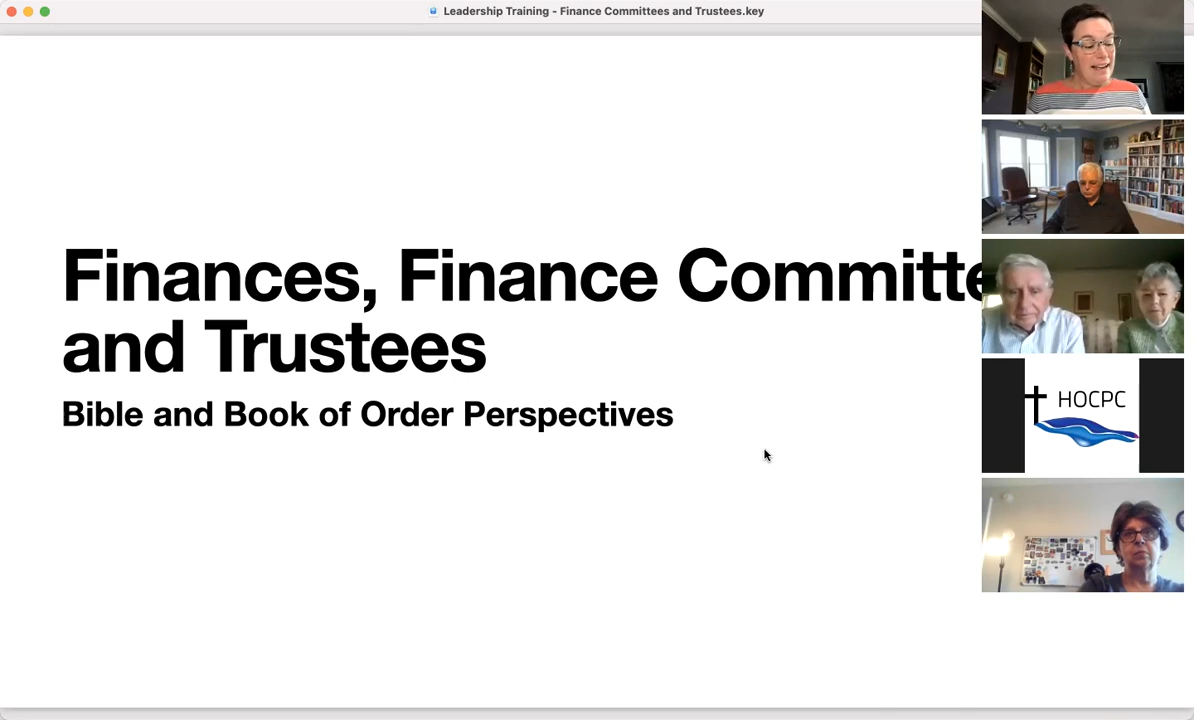 Leadership Training - Finance Committees and Trustees.key
Finances, Finance Committe
and Trustees
Bible and Book of Order Perspectives
HOCPC